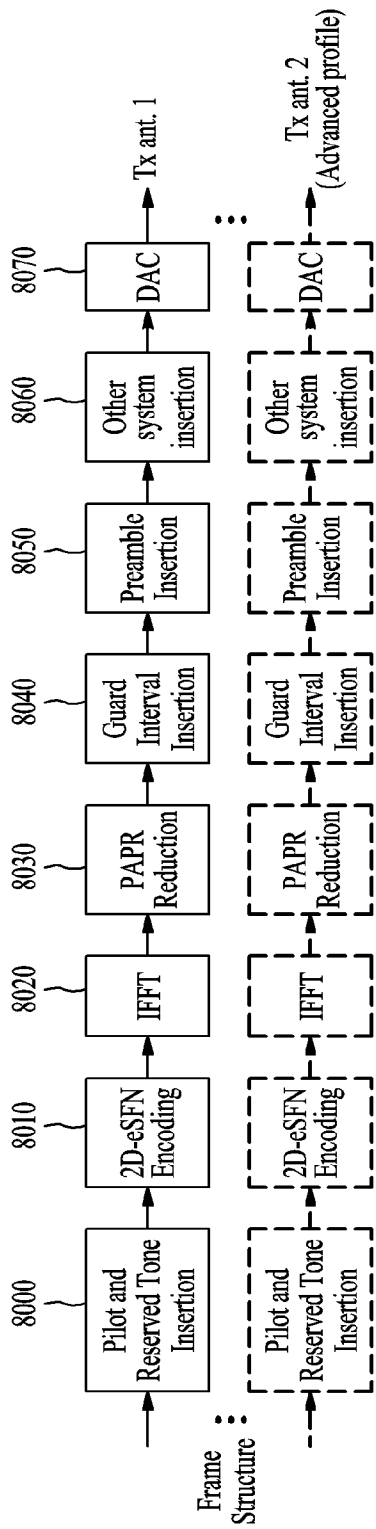 Frame
Structure
8000
Pilot and
Reserved Tone
Insertion
8010
2D-eSFN
Encoding
8020
IFFT
8030
PAPR
Reduction
8040
Guard
Interval
Insertion
8050
Preamble
Insertion
8060
Other
system
insertion
8070
DAC
Tx ant. 1
Pilot and
Reserved Tone
Insertion
2D-eSFN
Encoding
IFFT
PAPR
Reduction
Guard
Interval
Insertion
Preamble
Insertion
Other
system
insertion
DAC
Tx ant. 2
(Advanced profile)